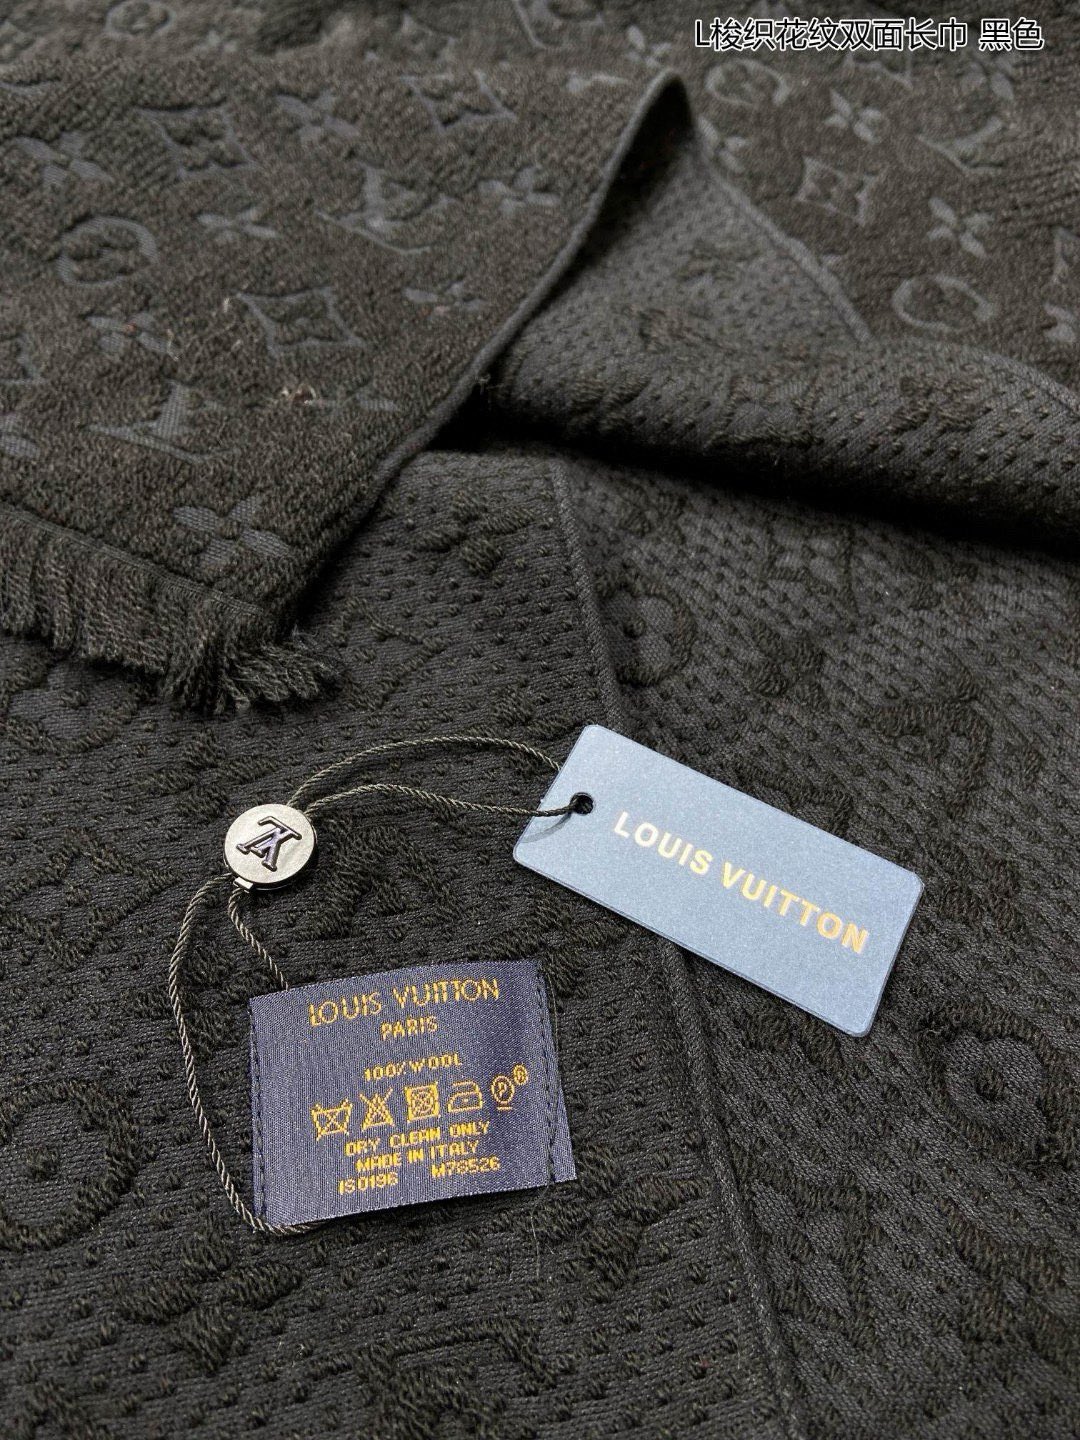 L梭织花纹双面长巾 黑色
LOUIS VUITTON
LOUIS VUITTON
PARIS
100%WOOL
DRY CLEAN ONLY
MADE IN ITALY
IS0196 M78526